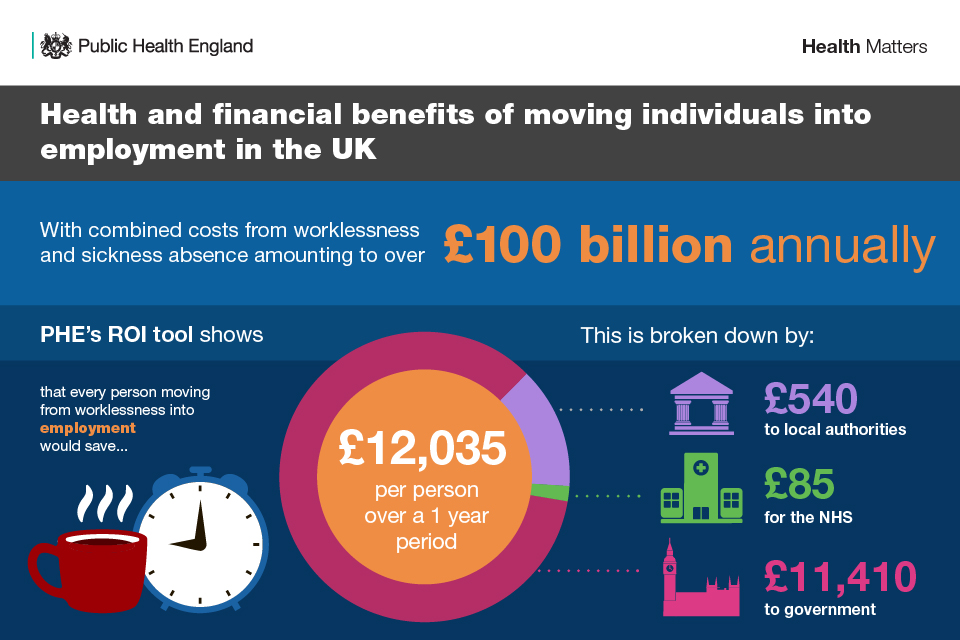 Public Health England
Health Matters
Health and financial benefits of moving individuals into
employment in the UK
With combined costs from worklessness
and sickness absence amounting to over
£100 billion annually
PHE's ROI tool shows
that every person moving
from worklessness into
employment
would save...
£12,035
per person
over a 1 year
period
This is broken down by:
£540
to local authorities
£85
for the NHS
£11,410
to government